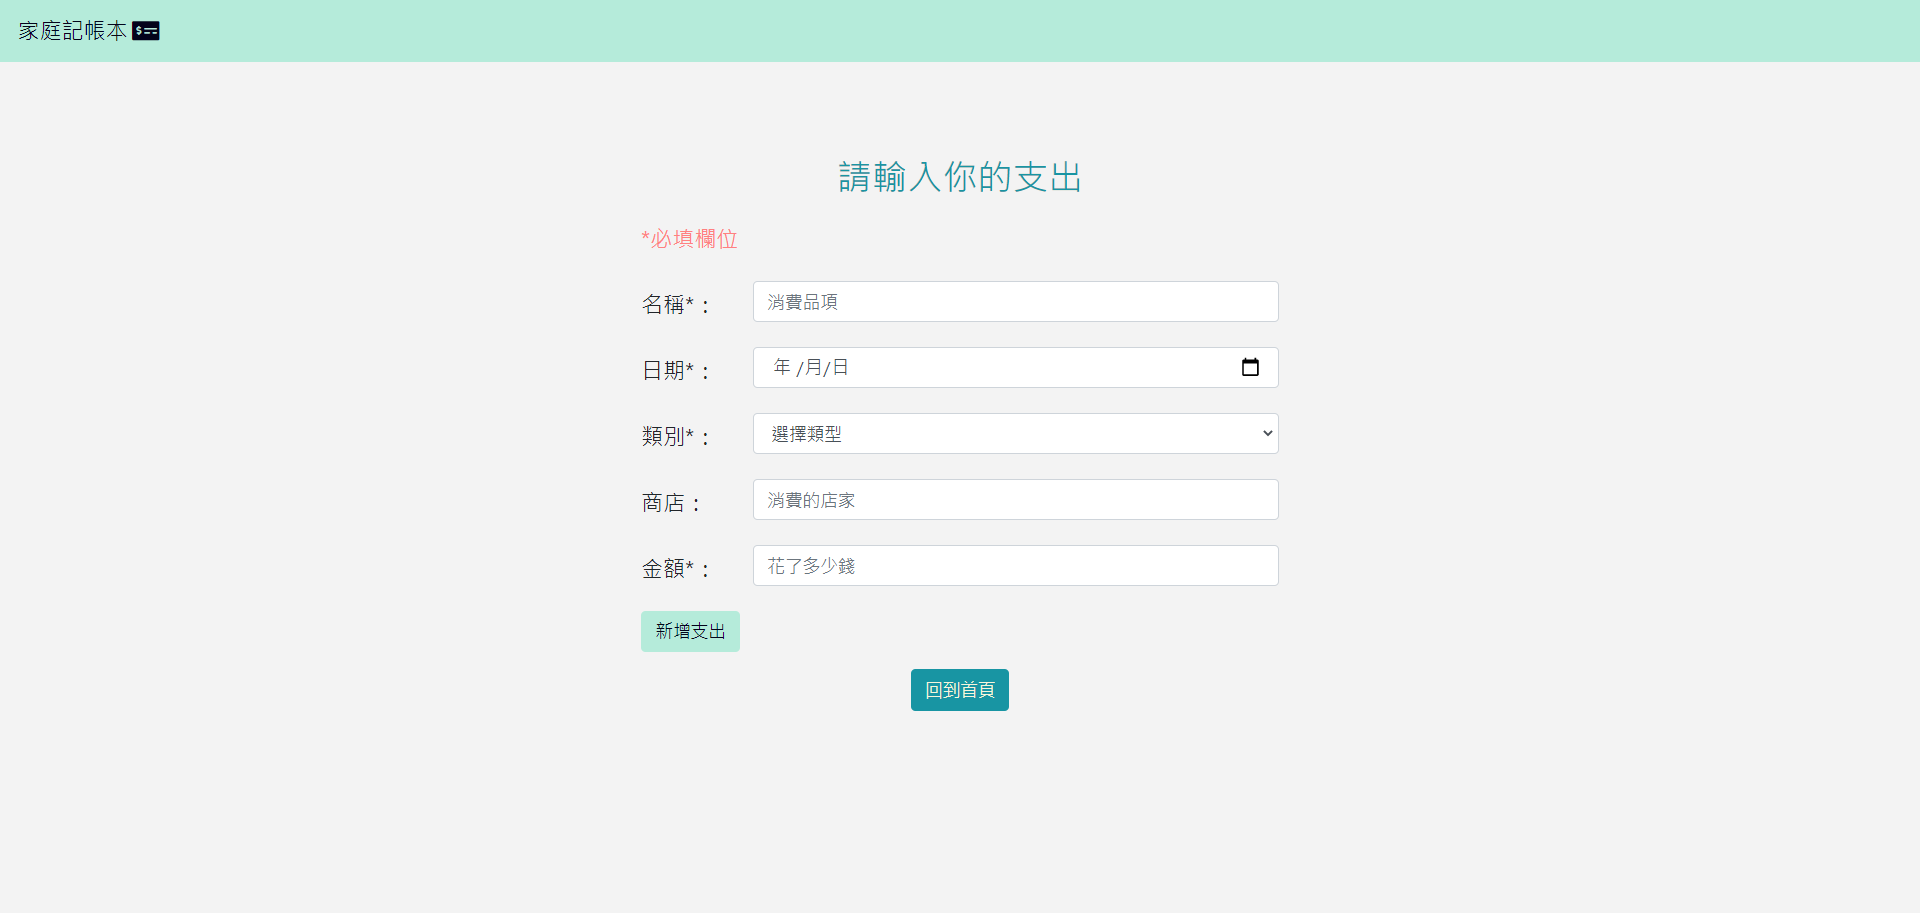 家庭記帳本
請輸入你的支出
*必填欄位
名稱*： 消費品項
日期*： 年 /月/日
類別*： 選擇類型
商店： 消費的店家
金額*： 花了多少錢
新增支出
回到首頁